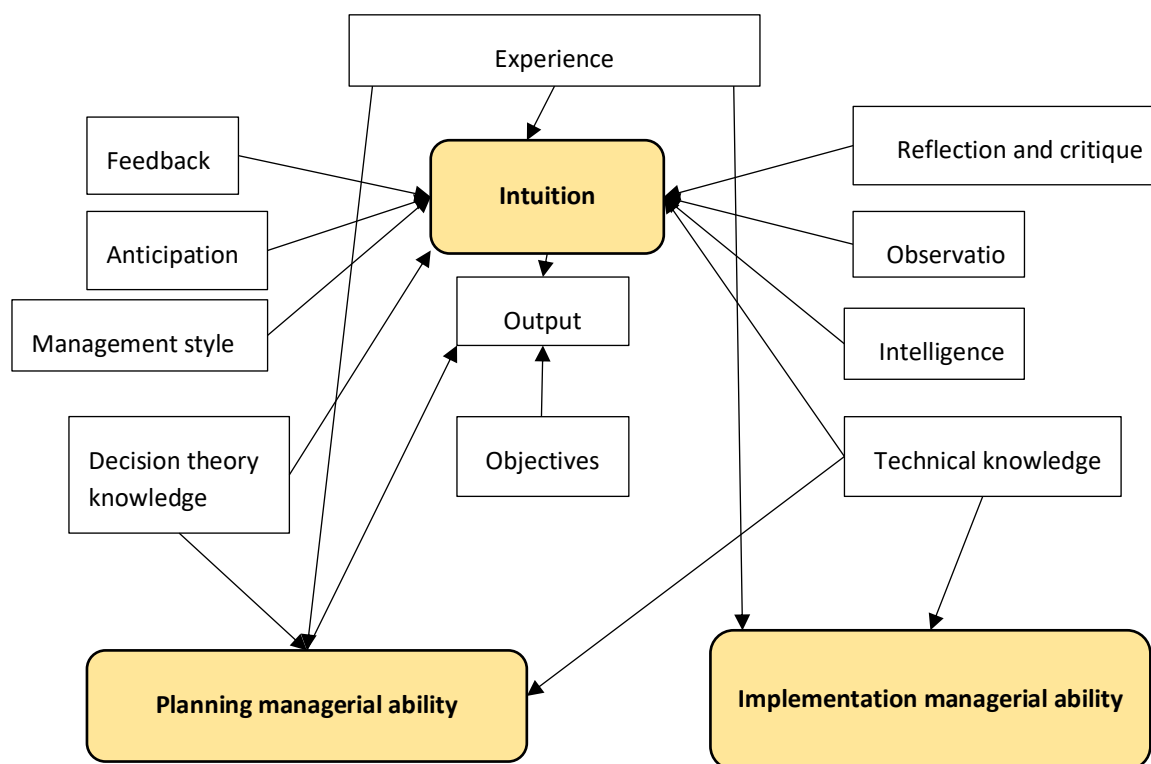 Experience
Feedback
Reflection and critique
Intuition
Anticipation
Observatio
Management style
Output
Intelligence
Decision theory
knowledge
Objectives
Technical knowledge
Planning managerial ability
Implementation managerial ability